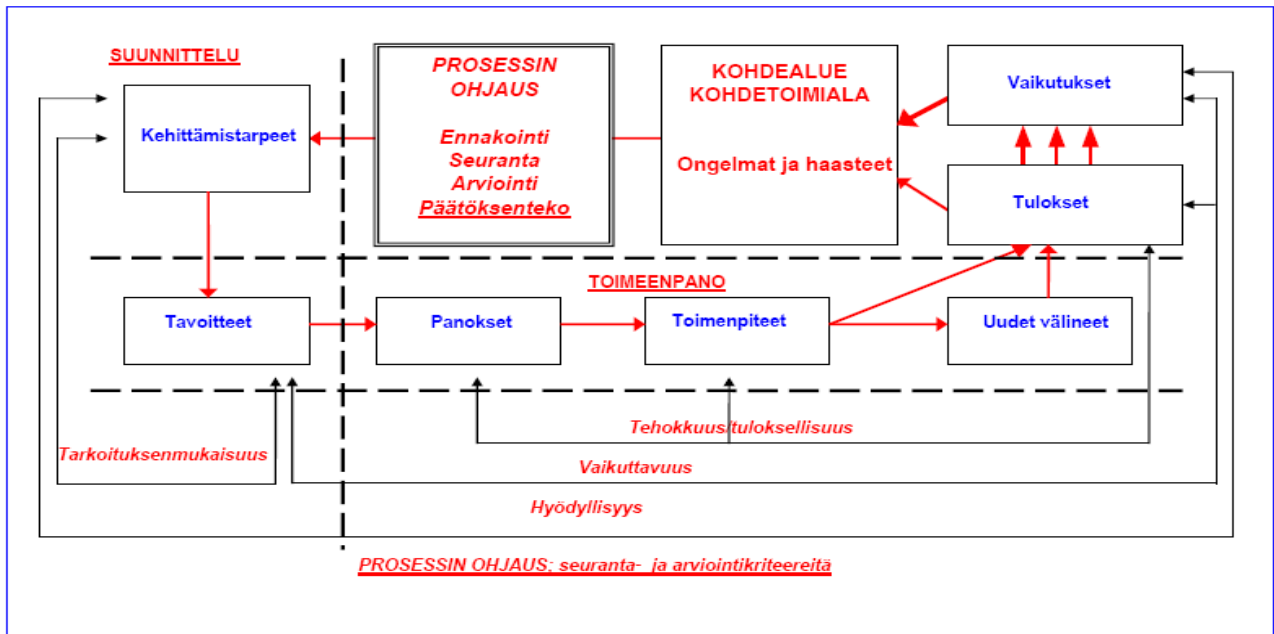 SUUNNITTELU
Kehittämistarpeet
PROSESSIN
OHJAUS
Ennakointi
Seuranta
Arviointi
Päätöksenteko
KOHDEALUE
KOHDETOIMIALA
Ongelmat ja haasteet
Vaikutukset
Tulokset
TOIMEENPANO
Tavoitteet
Panokset
Toimenpiteet
Uudet välineet
Tehokkuus/tuloksellisuus
Tarkoituksenmukaisuus
Vaikuttavuus
Hyödyllisyys
PROSESSIN OHJAUS: seuranta- ja arviointikriteereitä